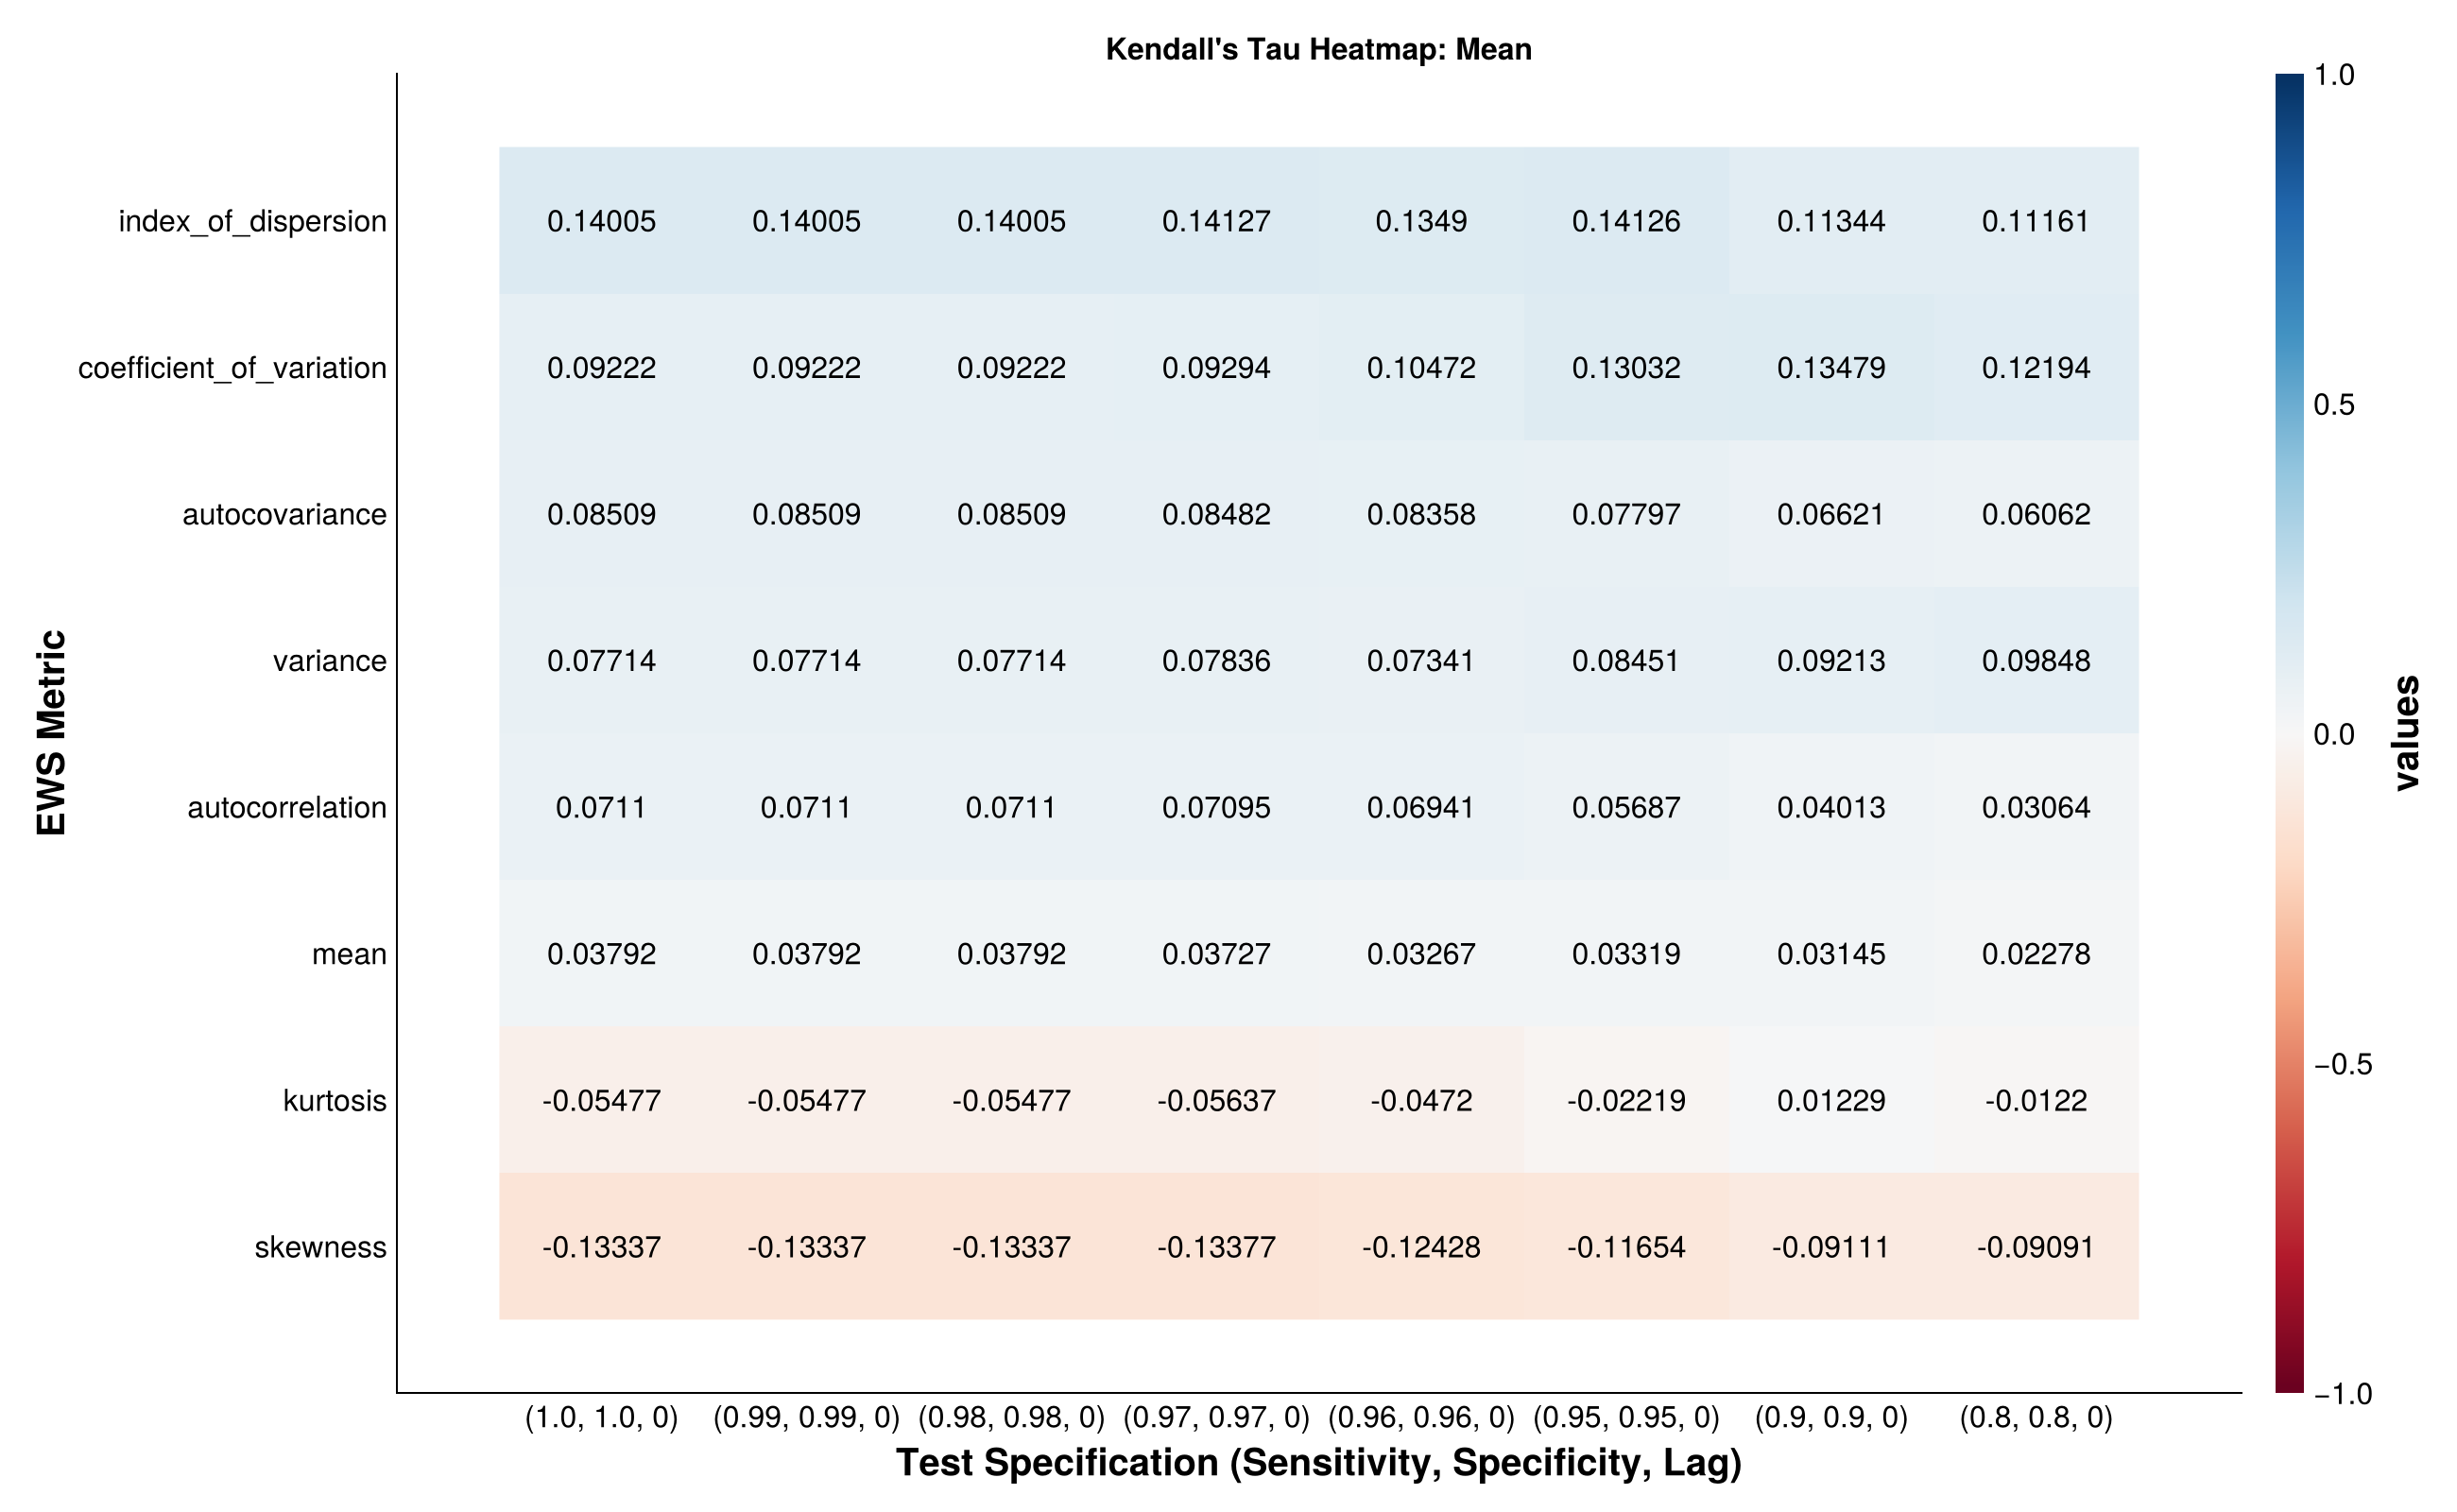 Kendall's Tau Heatmap: Mean
index_of_dispersion 0.14005 0.14005 0.14005 0.14127 0.1349 0.14126 0.11344 0.11161
coefficient_of_variation 0.09222 0.09222 0.09222 0.09294 0.10472 0.13032 0.13479 0.12194
autocovariance 0.08509 0.08509 0.08509 0.08482 0.08358 0.07797 0.06621 0.06062
variance 0.07714 0.07714 0.07714 0.07836 0.07341 0.08451 0.09213 0.09848
autocorrelation 0.0711 0.0711 0.0711 0.07095 0.06941 0.05687 0.04013 0.03064
mean 0.03792 0.03792 0.03792 0.03727 0.03267 0.03319 0.03145 0.02278
kurtosis -0.05477 -0.05477 -0.05477 -0.05637 -0.0472 -0.02219 0.01229 -0.0122
skewness -0.13337 -0.13337 -0.13337 -0.13377 -0.12428 -0.11654 -0.09111 -0.09091
(1.0, 1.0, 0) (0.99, 0.99, 0) (0.98, 0.98, 0) (0.97, 0.97, 0) (0.96, 0.96, 0) (0.95, 0.95, 0) (0.9, 0.9, 0) (0.8, 0.8, 0)
Test Specification (Sensitivity, Specificity, Lag)
EWS Metric
1.0
0.5
0.0
−0.5
−1.0
values